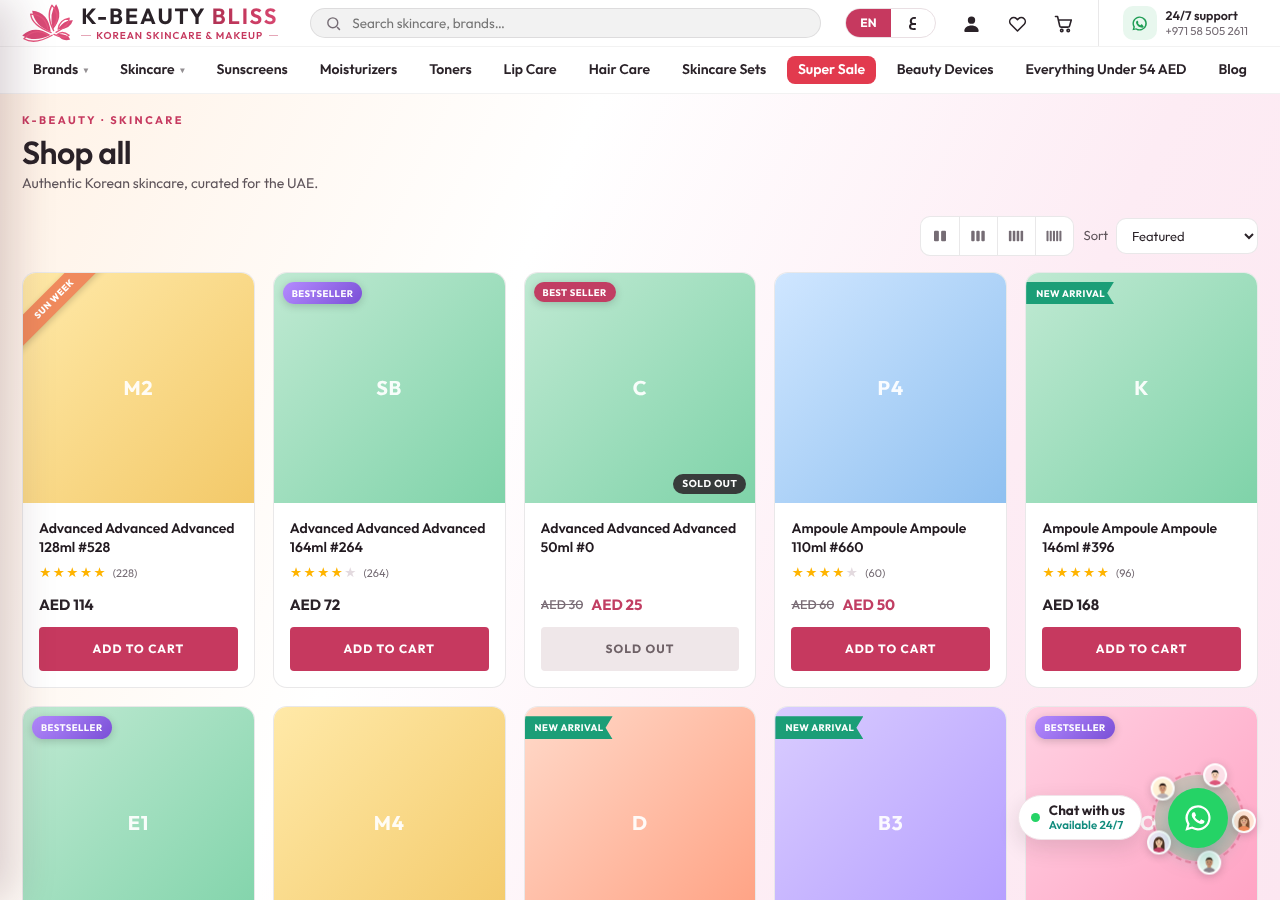 K-BEAUTY BLISS
KOREAN SKINCARE & MAKEUP
Search skincare, brands...
EN
ع
24/7 support
+971 58 505 2611
Brands
Skincare
Sunscreens
Moisturizers
Toners
Lip Care
Hair Care
Skincare Sets
Super Sale
Beauty Devices
Everything Under 54 AED
Blog
K-BEAUTY · SKINCARE
Shop all
Authentic Korean skincare, curated for the UAE.
Sort
Featured
SUN WEEK
M2
BESTSELLER
SB
BEST SELLER
C
SOLD OUT
P4
NEW ARRIVAL
K
Advanced Advanced Advanced
128ml #528
★★★★★ (228)
AED 114
ADD TO CART
Advanced Advanced Advanced
164ml #264
★★★★★ (264)
AED 72
ADD TO CART
Advanced Advanced Advanced
50ml #0
AED 30 AED 25
SOLD OUT
Ampoule Ampoule Ampoule
110ml #660
★★★★★ (60)
AED 60 AED 50
ADD TO CART
Ampoule Ampoule Ampoule
146ml #396
★★★★★ (96)
AED 168
ADD TO CART
BESTSELLER
E1
M4
NEW ARRIVAL
D
NEW ARRIVAL
B3
BESTSELLER
Chat with us
Available 24/7